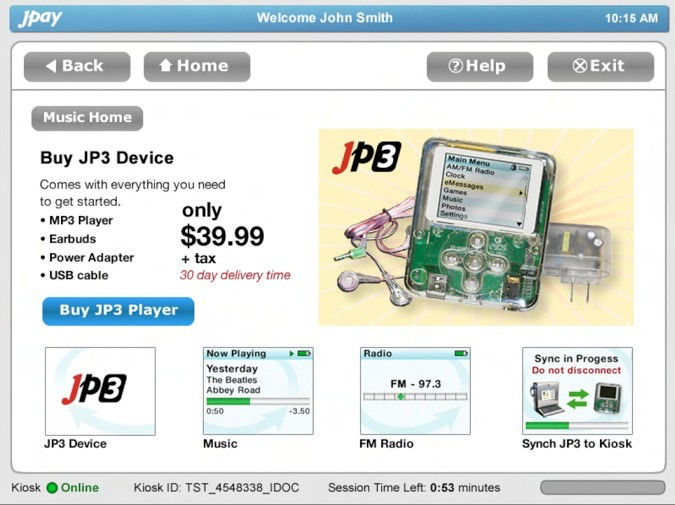 JPay
Welcome John Smith
10:15 AM
Back
Home
Help
Exit
Music Home
Buy JP3 Device
Comes with everything you need
to get started.
• MP3 Player
• Earbuds
• Power Adapter
• USB cable
only
$39.99
+ tax
30 day delivery time
Buy JP3 Player
JP3
Main Menu
AM/FM Radio
Clock
eMessages
Games
Music
Photos
Settings
JP3
JP3 Device
Now Playing
Yesterday
The Beatles
Abbey Road
0:50
-3.50
Music
Radio
FM - 97.3
FM Radio
Sync in Progess
Do not disconnect
Synch JP3 to Kiosk
Kiosk Online
Kiosk ID: TST_4548338_IDOC
Session Time Left: 0:53 minutes